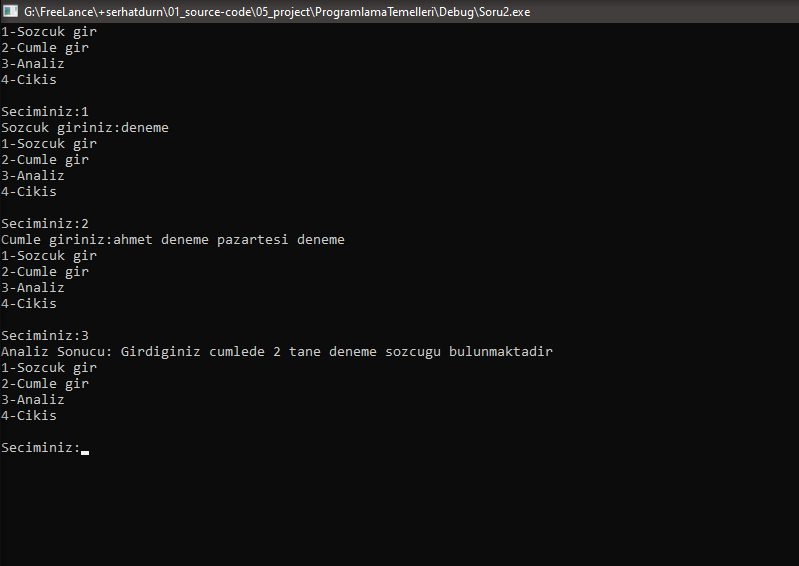 G:\FreeLance\+serhatdurn\01_source-code\05_project\ProgramlamaTemelleri\Debug\Soru2.exe
1-Sozcuk gir
2-Cumle gir
3-Analiz
4-Cikis
Seciminiz:1
Sozcuk giriniz:deneme
1-Sozcuk gir
2-Cumle gir
3-Analiz
4-Cikis
Seciminiz:2
Cumle giriniz:ahmet deneme pazartesi deneme
1-Sozcuk gir
2-Cumle gir
3-Analiz
4-Cikis
Seciminiz:3
Analiz Sonucu: Girdiginiz cumlede 2 tane deneme sozcugu bulunmaktadir
1-Sozcuk gir
2-Cumle gir
3-Analiz
4-Cikis
Seciminiz: